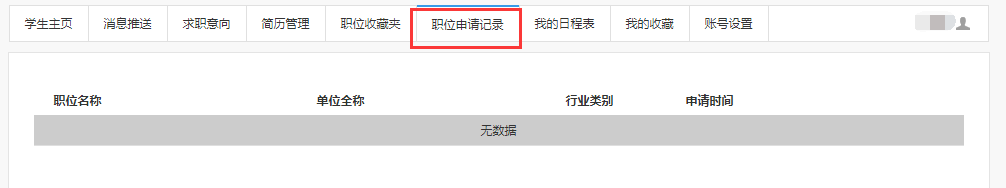 学生主页 消息推送 求职意向 简历管理 职位收藏夹 职位申请记录 我的日程表 我的收藏 账号设置
职位名称 单位全称 行业类别 申请时间
无数据